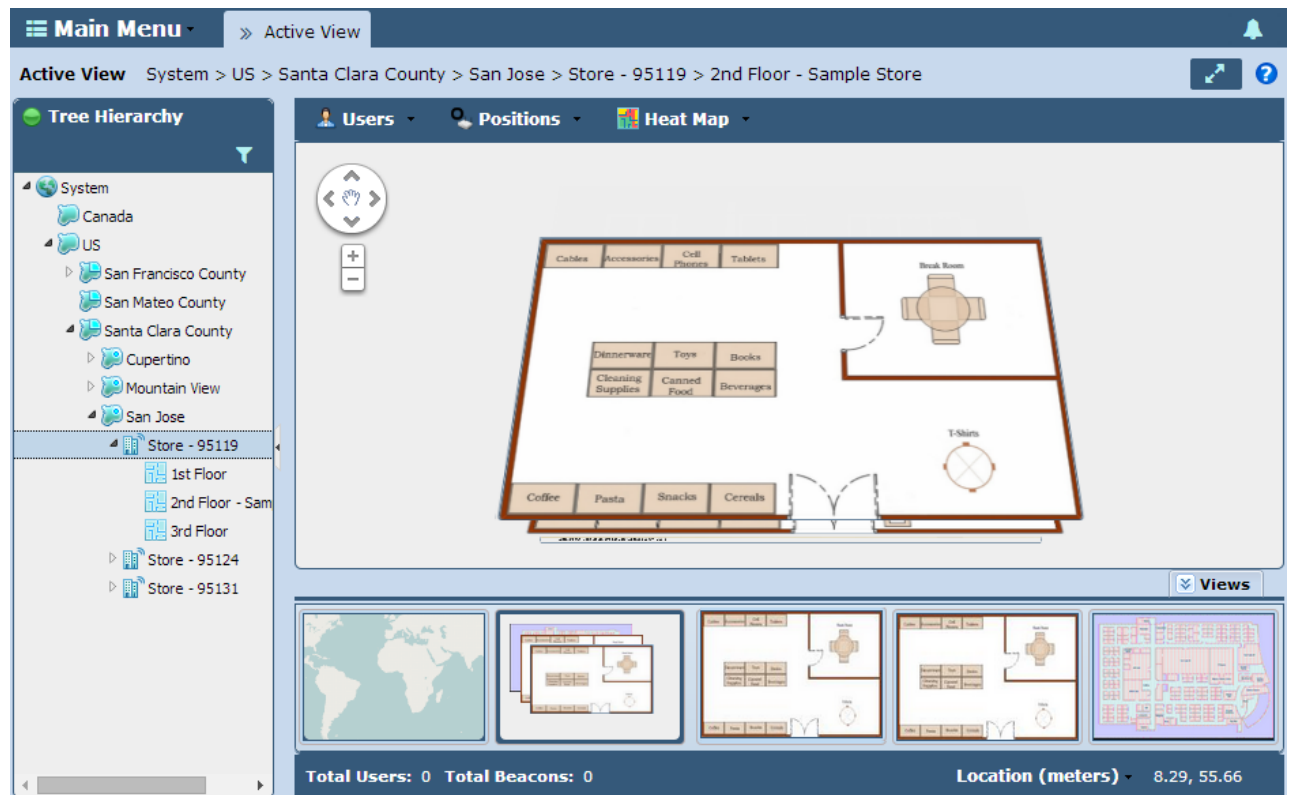 Main Menu
» Active View
Active View System > US > Santa Clara County > San Jose > Store - 95119 > 2nd Floor - Sample Store
?
Tree Hierarchy
Users
Positions
Heat Map
System
Canada
US
San Francisco County
San Mateo County
Santa Clara County
Cupertino
Mountain View
San Jose
Store - 95119
1st Floor
2nd Floor - Sam
3rd Floor
Store - 95124
Store - 95131
+
−
Cables Accessories Cell Phones Tablets
Break Room
Dinnerware Toys Books
Cleaning Supplies Canned Food Beverages
T-Shirts
Coffee Pasta Snacks Cereals
Views
Total Users: 0 Total Beacons: 0
Location (meters) 8.29, 55.66